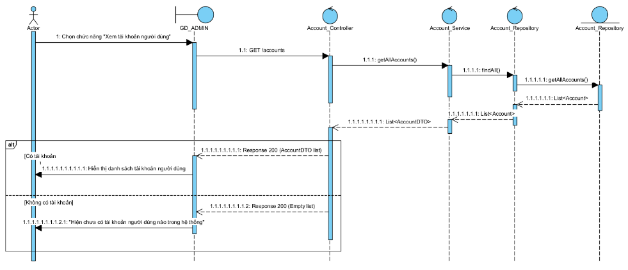 Actor
GD_ADMIN
Account_Controller
Account_Service
Account_Repository
Account_Repository
1: Chọn chức năng "Xem tài khoản người dùng"
1.1: GET /accounts
1.1.1: getAllAccounts()
1.1.1.1: findAll()
1.1.1.1.1: getAllAccounts()
1.1.1.1.1.1: List<Account>
1.1.1.1.1.1.1: List<Account>
1.1.1.1.1.1.1.1: List<AccountDTO>
alt
1.1.1.1.1.1.1.1.1: Response 200 (AccountDTO list)
[Có tài khoản]
1.1.1.1.1.1.1.1.1.1: Hiển thị danh sách tài khoản người dùng
[Không có tài khoản]
1.1.1.1.1.1.1.1.2: Response 200 (Empty list)
1.1.1.1.1.1.1.1.2.1: "Hiện chưa có tài khoản người dùng nào trong hệ thống"